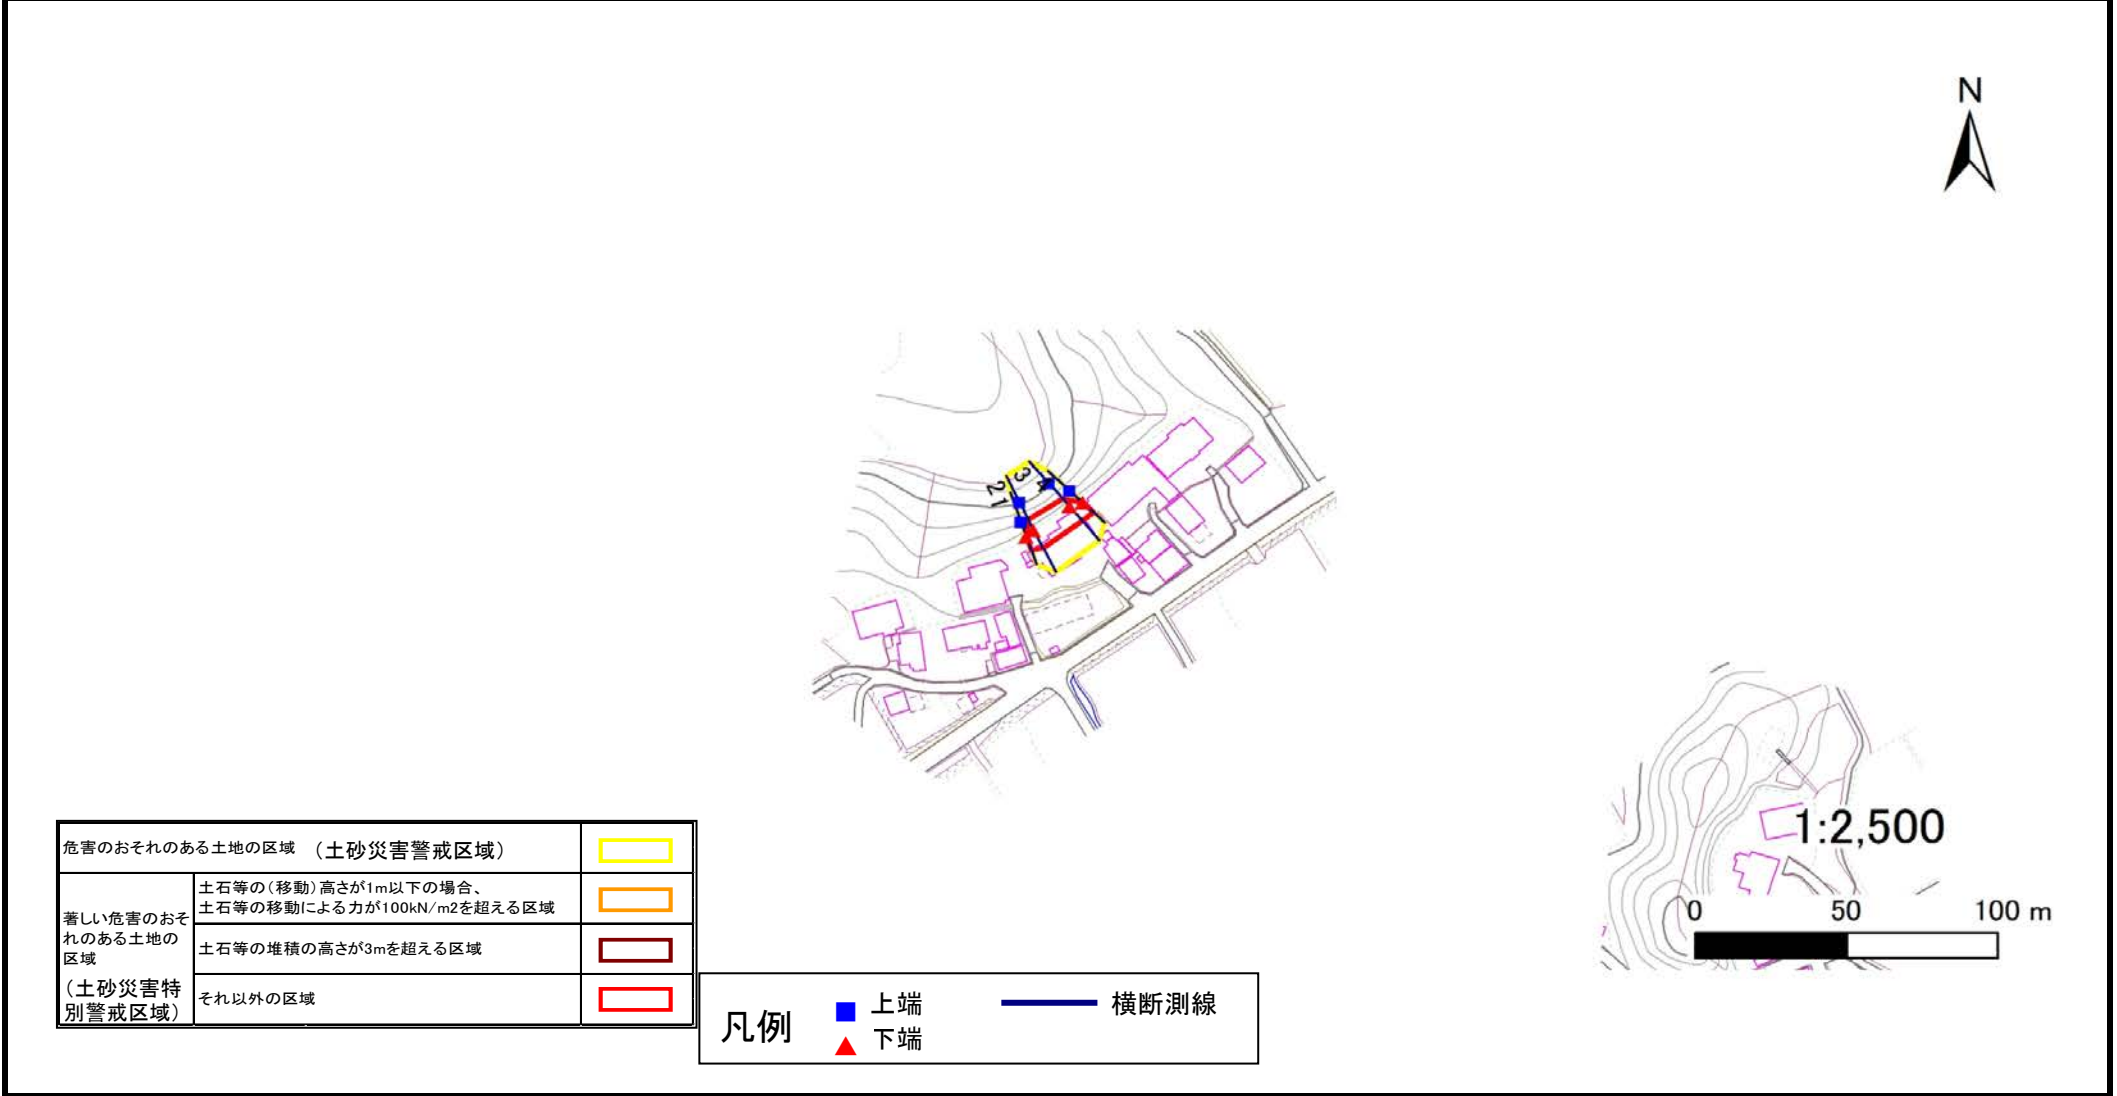 N
3
4
2
1
1:2,500
0 50 100 m
危害のおそれのある土地の区域 （土砂災害警戒区域）
著しい危害のおそ
れのある土地の
区域
（土砂災害特
別警戒区域）
土石等の（移動）高さが1m以下の場合、
土石等の移動による力が100kN/m2を超える区域
土石等の堆積の高さが3mを超える区域
それ以外の区域
凡例
上端
下端
横断測線